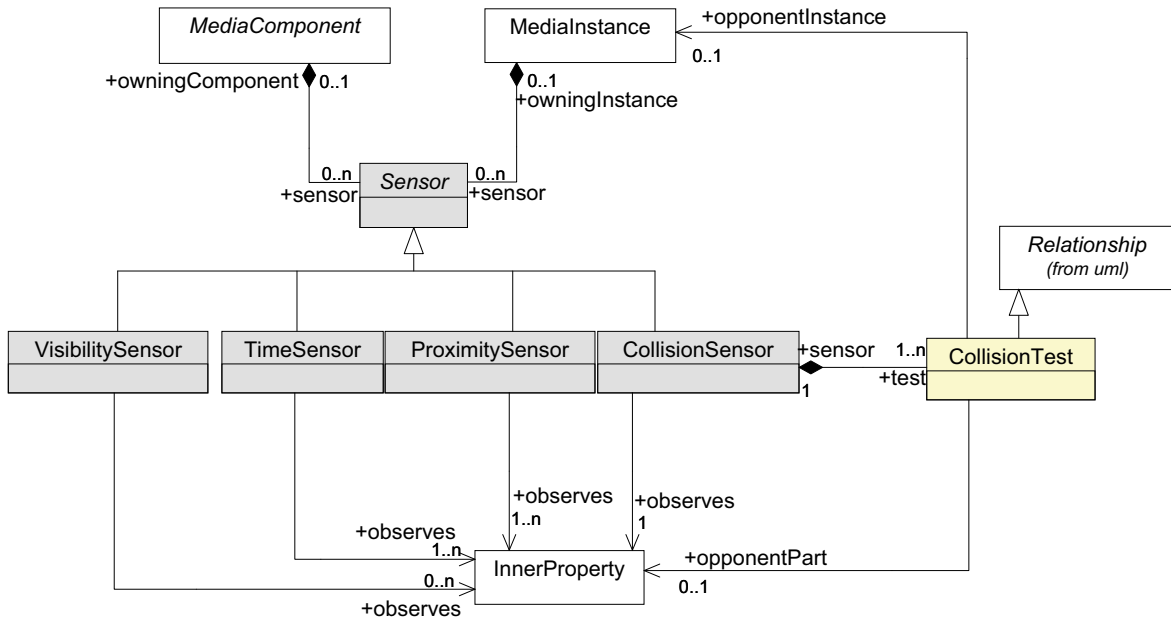 MediaComponent
MediaInstance
+opponentInstance
0..1
+owningComponent
0..1
0..1
+owningInstance
0..n
+sensor
Sensor
0..n
+sensor
Relationship
(from uml)
VisibilitySensor
TimeSensor
ProximitySensor
CollisionSensor
+sensor
1
1..n
+test
CollisionTest
+observes
1..n
+observes
1
+observes
1..n
0..n
+observes
InnerProperty
+opponentPart
0..1